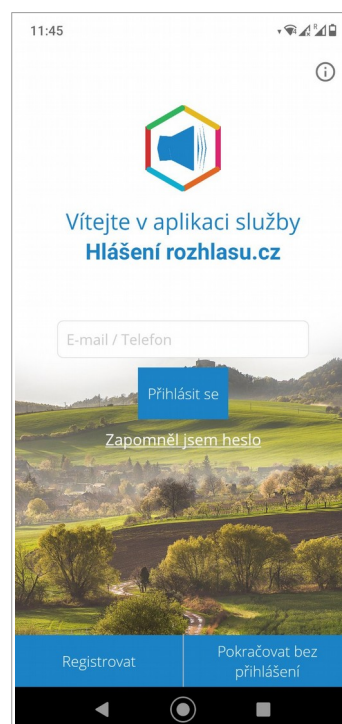 11:45
Vítejte v aplikaci služby
Hlášení rozhlasu.cz
E-mail / Telefon
Přihlásit se
Zapomněl jsem heslo
Registrovat
Pokračovat bez
přihlášení